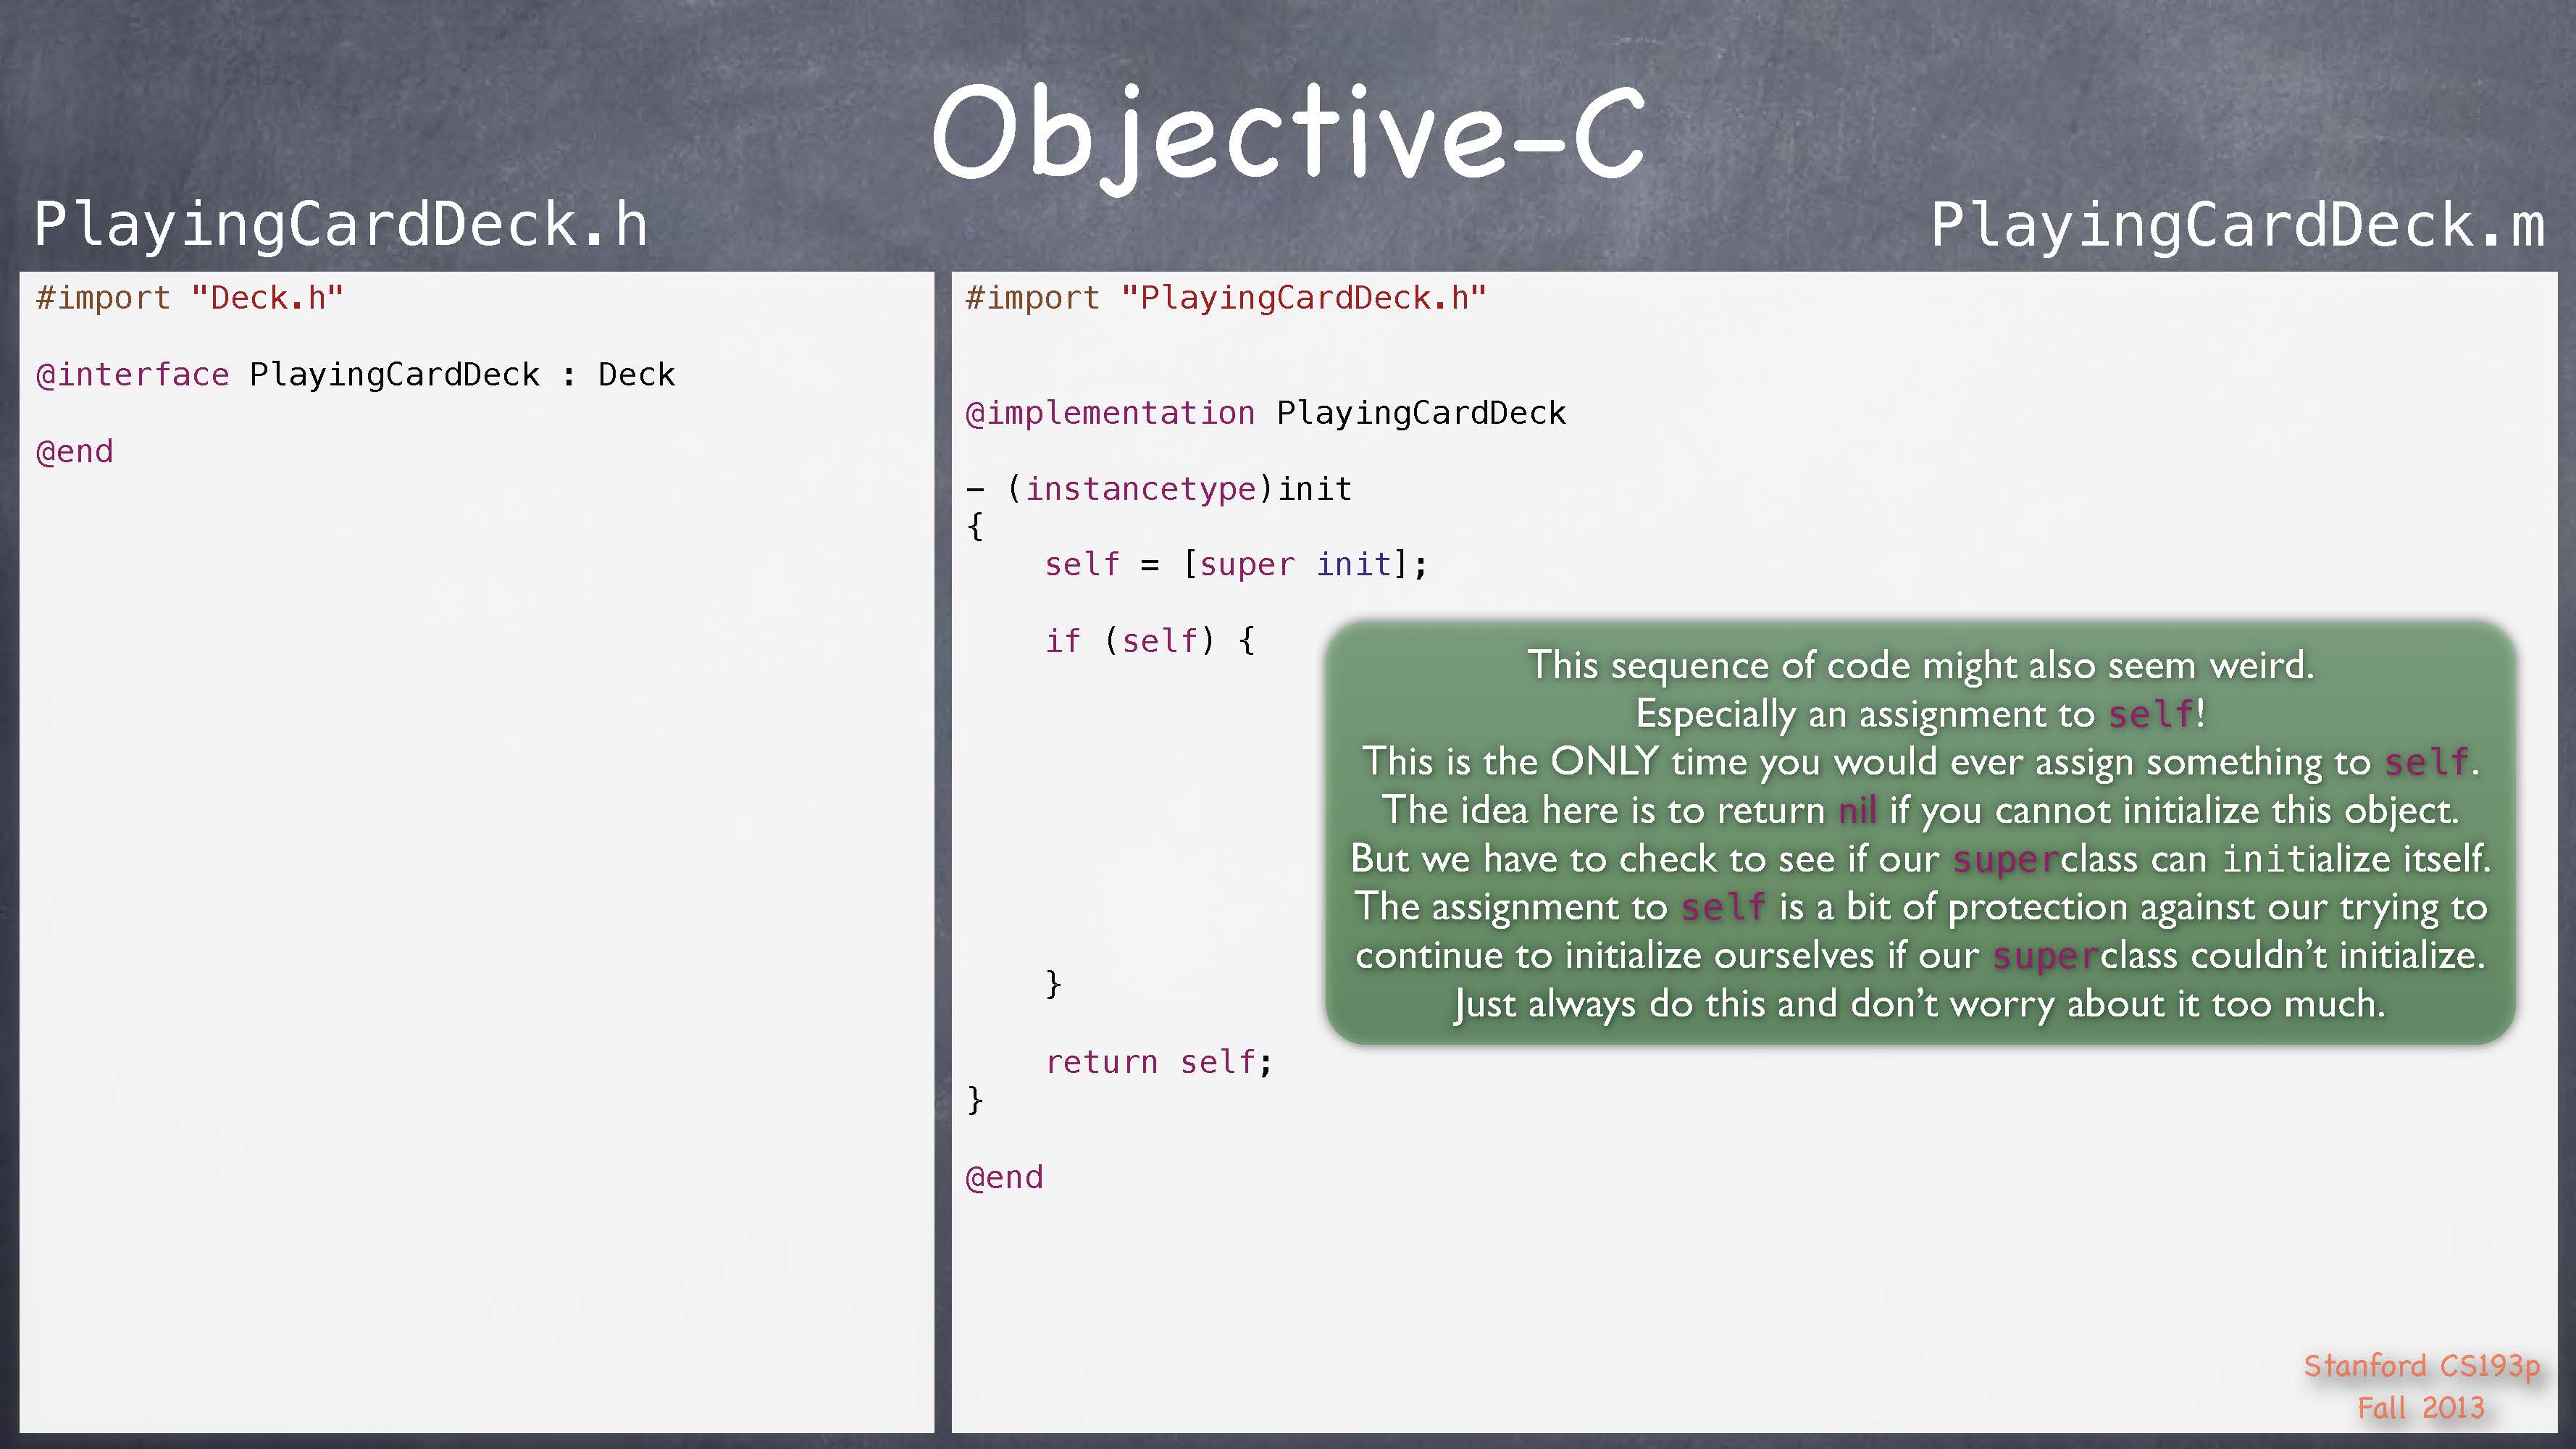 Objective-C
PlayingCardDeck.h
PlayingCardDeck.m
#import "Deck.h"
@interface PlayingCardDeck : Deck
@end
#import "PlayingCardDeck.h"
@implementation PlayingCardDeck
- (instancetype)init
{
    self = [super init];
    if (self) {
This sequence of code might also seem weird.
Especially an assignment to self!
This is the ONLY time you would ever assign something to self.
The idea here is to return nil if you cannot initialize this object.
But we have to check to see if our superclass can initialize itself.
The assignment to self is a bit of protection against our trying to
continue to initialize ourselves if our superclass couldn't initialize.
Just always do this and don't worry about it too much.
    }
    return self;
}
@end
Stanford CS193p
Fall 2013